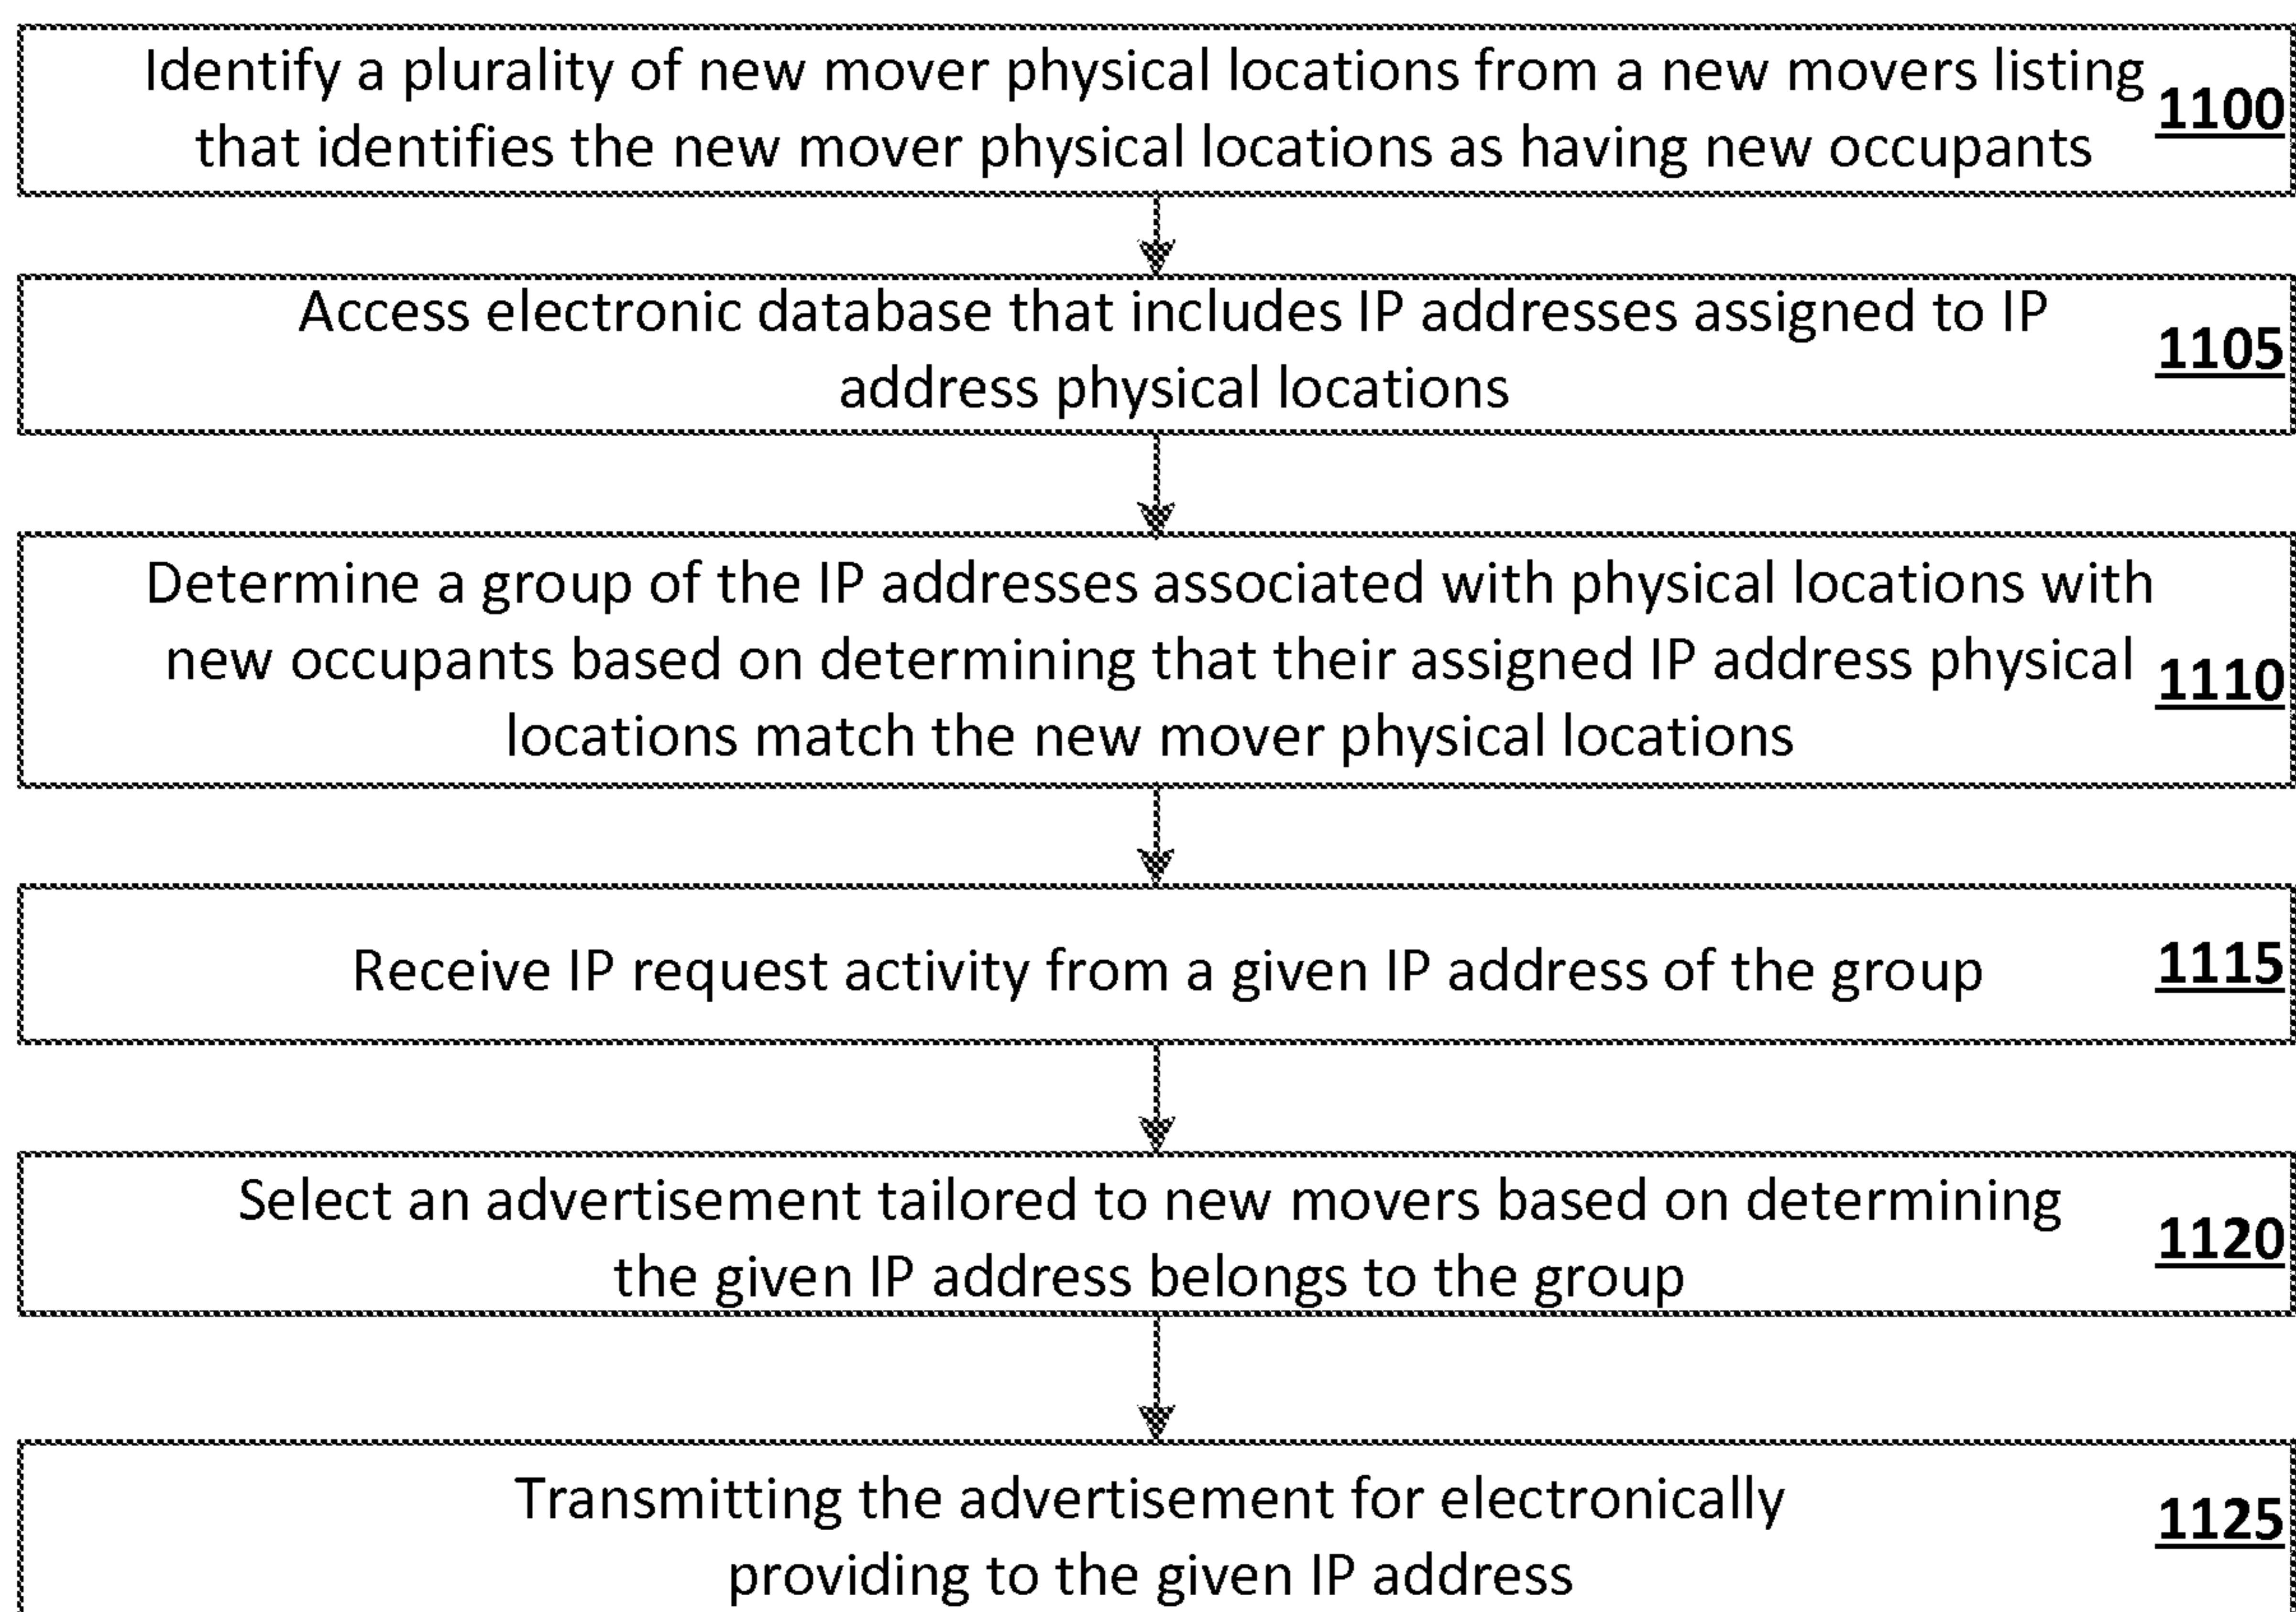 Identify a plurality of new mover physical locations from a new movers listing
that identifies the new mover physical locations as having new occupants
1100
Access electronic database that includes IP addresses assigned to IP
address physical locations
1105
Determine a group of the IP addresses associated with physical locations with
new occupants based on determining that their assigned IP address physical
locations match the new mover physical locations
1110
Receive IP request activity from a given IP address of the group
1115
Select an advertisement tailored to new movers based on determining
the given IP address belongs to the group
1120
Transmitting the advertisement for electronically
providing to the given IP address
1125